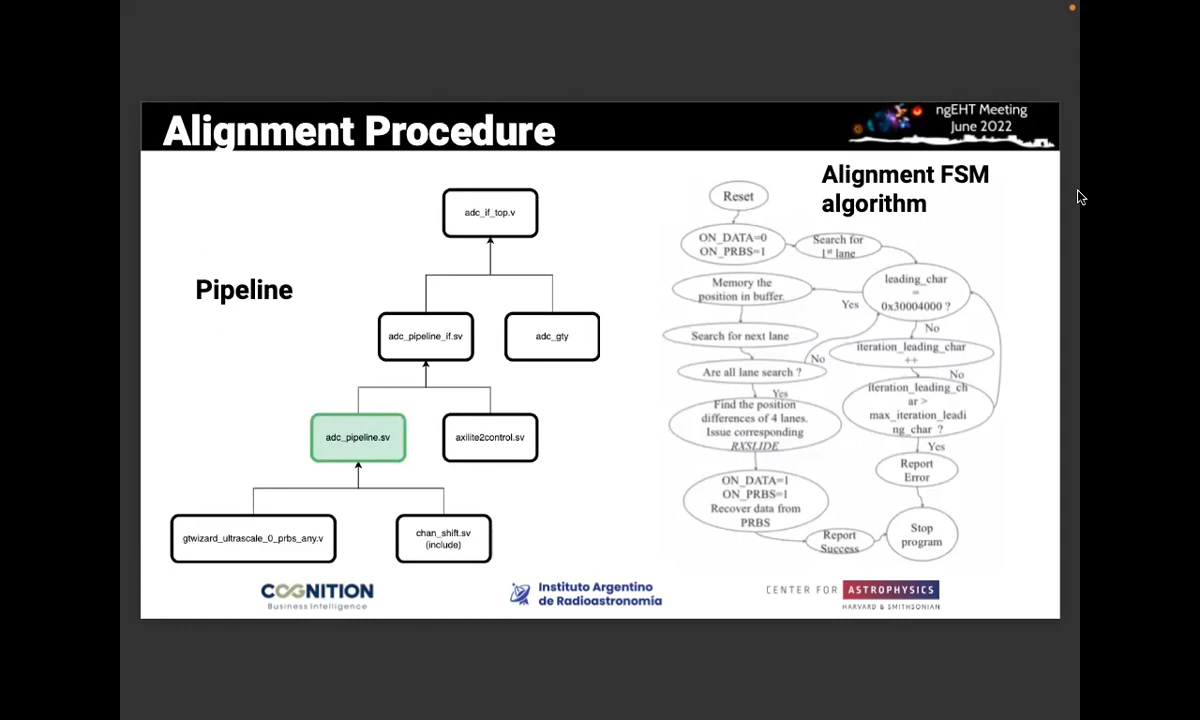 Alignment Procedure
ngEHT Meeting
June 2022
Pipeline
adc_if_top.v
adc_pipeline_if.sv
adc_gty
adc_pipeline.sv
axilite2control.sv
gtwizard_ultrascale_0_prbs_any.v
chan_shift.sv
(include)
Alignment FSM
algorithm
Reset
ON_DATA=0
ON_PRBS=1
Search for
1st lane
leading_char
=
0x30004000 ?
Yes
No
Memory the
position in buffer.
Search for next lane
Are all lane search ?
No
Yes
iteration_leading_char
++
No
iteration_leading_ch
ar >
max_iteration_leadi
ng_char ?
Yes
Find the position
differences of 4 lanes.
Issue corresponding
RXSLIDE
ON_DATA=1
ON_PRBS=1
Recover data from
PRBS
Report
Error
Report
Success
Stop
program
COGNITION
Business Intelligence
Instituto Argentino
de Radioastronomía
CENTER FOR ASTROPHYSICS
HARVARD & SMITHSONIAN